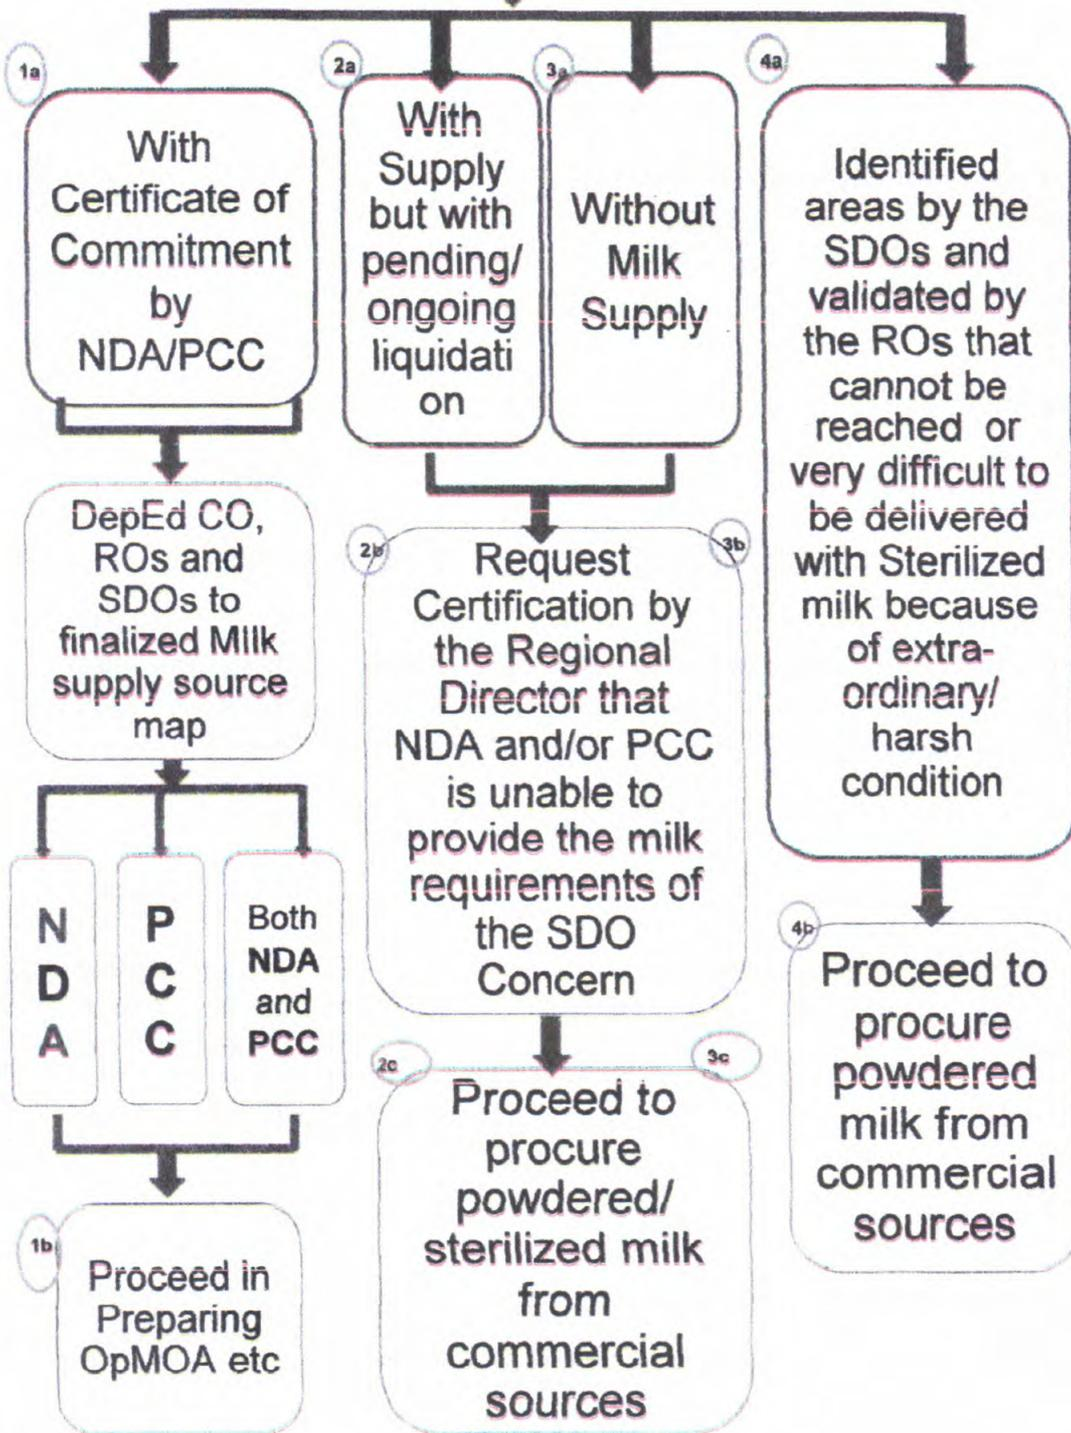 1a
With
Certificate of
Commitment
by
NDA/PCC
DepEd CO,
ROs and
SDOs to
finalized Milk
supply source
map
N
D
A
P
C
C
Both
NDA
and
PCC
1b
Proceed in
Preparing
OpMOA etc
2a
With
Supply
but with
pending/
ongoing
liquidati
on
3a
Without
Milk
Supply
2b
3b
Request
Certification by
the Regional
Director that
NDA and/or PCC
is unable to
provide the milk
requirements of
the SDO
Concern
2c
3c
Proceed to
procure
powdered/
sterilized milk
from
commercial
sources
4a
Identified
areas by the
SDOs and
validated by
the ROs that
cannot be
reached or
very difficult to
be delivered
with Sterilized
milk because
of extra-
ordinary/
harsh
condition
4b
Proceed to
procure
powdered
milk from
commercial
sources